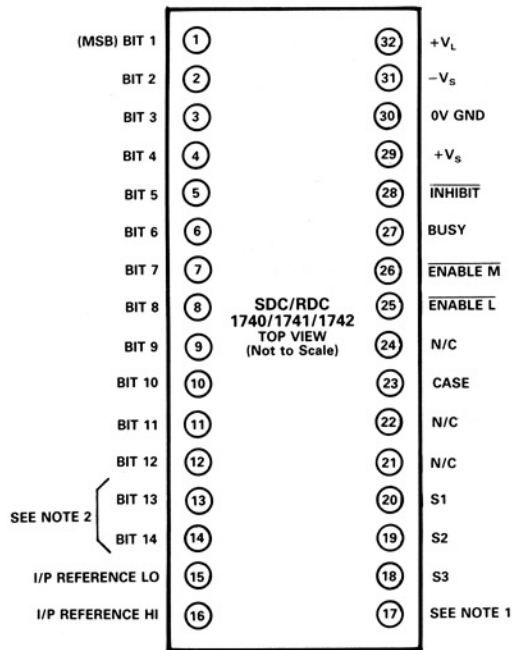 (MSB) BIT 1 1 32 +VL
BIT 2 2 31 −VS
BIT 3 3 30 0V GND
BIT 4 4 29 +VS
BIT 5 5 28 INHIBIT
BIT 6 6 27 BUSY
BIT 7 7 26 ENABLE M
BIT 8 8 25 ENABLE L
SDC/RDC
1740/1741/1742
TOP VIEW
(Not to Scale)
BIT 9 9 24 N/C
BIT 10 10 23 CASE
BIT 11 11 22 N/C
BIT 12 12 21 N/C
BIT 13 13 20 S1
SEE NOTE 2
BIT 14 14 19 S2
I/P REFERENCE LO 15 18 S3
I/P REFERENCE HI 16 17 SEE NOTE 1